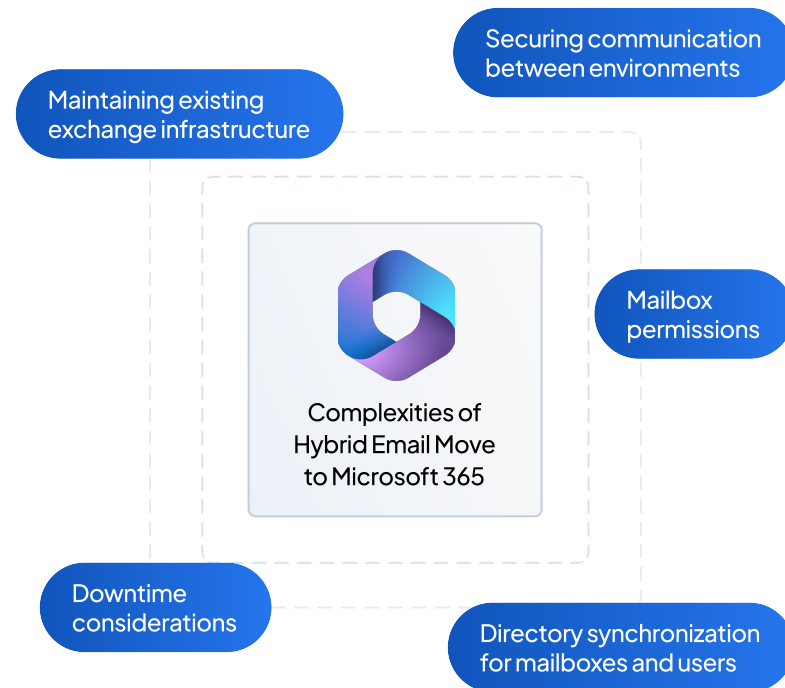 Securing communication
between environments
Maintaining existing
exchange infrastructure
Mailbox
permissions
Complexities of
Hybrid Email Move
to Microsoft 365
Downtime
considerations
Directory synchronization
for mailboxes and users